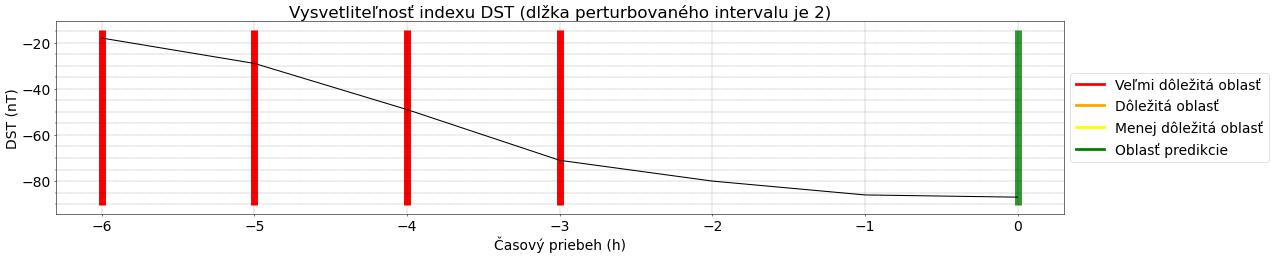 Vysvetliteľnosť indexu DST (dlžka perturbovaného intervalu je 2)
DST (nT)
−20
−40
−60
−80
−6 −5 −4 −3 −2 −1 0
Časový priebeh (h)
Veľmi dôležitá oblasť
Dôležitá oblasť
Menej dôležitá oblasť
Oblasť predikcie